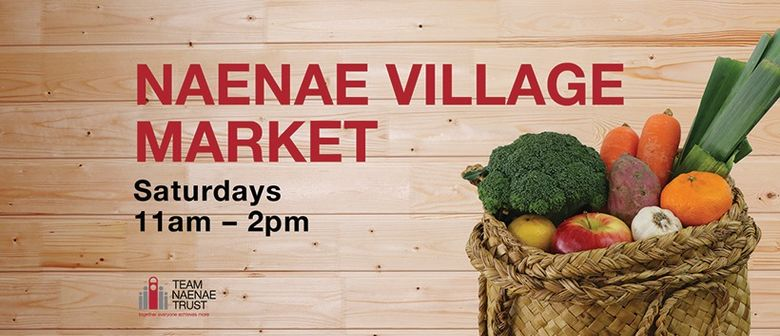 NAENAE VILLAGE
MARKET
Saturdays
11am – 2pm
TEAM
NAENAE
TRUST
together everyone achieves more